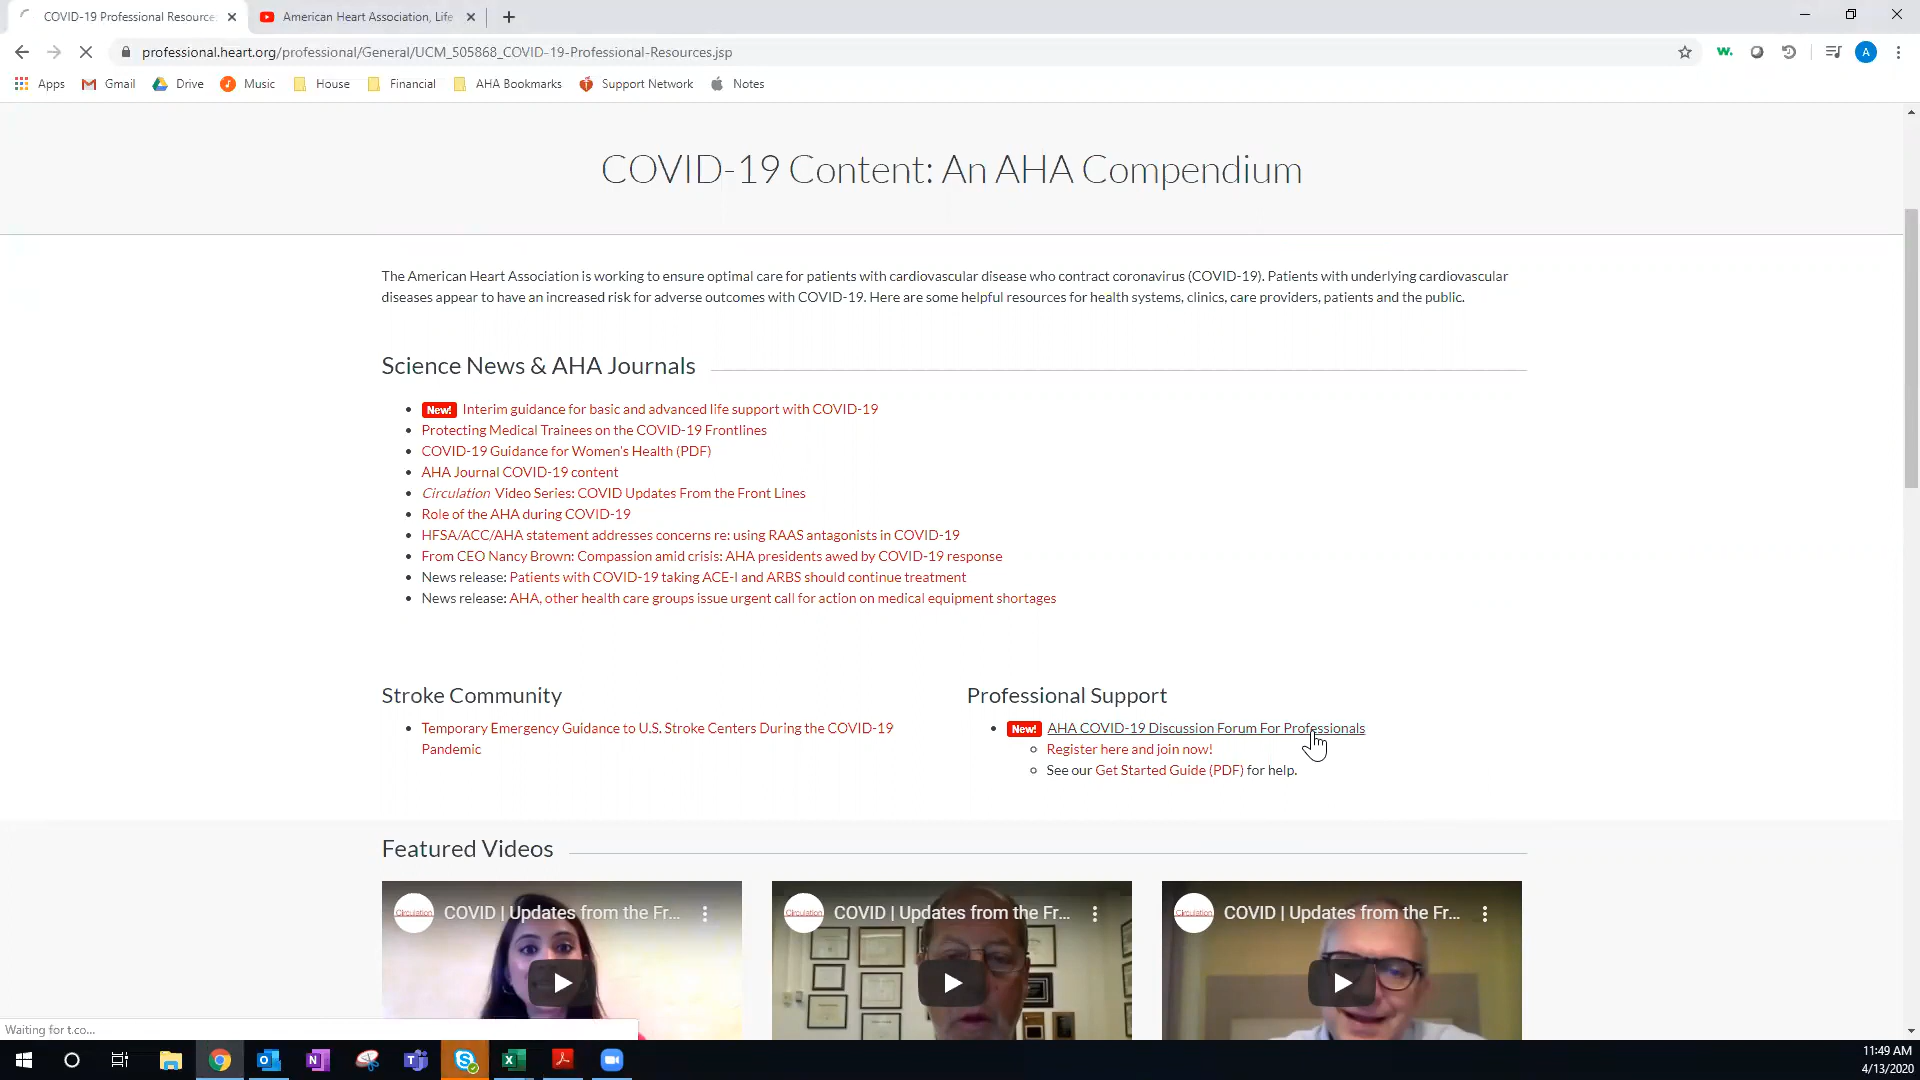 COVID-19 Professional Resource
American Heart Association, Life
professional.heart.org/professional/General/UCM_505868_COVID-19-Professional-Resources.jsp
w.
A
Apps Gmail Drive Music House Financial AHA Bookmarks Support Network Notes
COVID-19 Content: An AHA Compendium
The American Heart Association is working to ensure optimal care for patients with cardiovascular disease who contract coronavirus (COVID-19). Patients with underlying cardiovascular
diseases appear to have an increased risk for adverse outcomes with COVID-19. Here are some helpful resources for health systems, clinics, care providers, patients and the public.
Science News & AHA Journals
New! Interim guidance for basic and advanced life support with COVID-19
Protecting Medical Trainees on the COVID-19 Frontlines
COVID-19 Guidance for Women's Health (PDF)
AHA Journal COVID-19 content
Circulation Video Series: COVID Updates From the Front Lines
Role of the AHA during COVID-19
HFSA/ACC/AHA statement addresses concerns re: using RAAS antagonists in COVID-19
From CEO Nancy Brown: Compassion amid crisis: AHA presidents awed by COVID-19 response
News release: Patients with COVID-19 taking ACE-I and ARBS should continue treatment
News release: AHA, other health care groups issue urgent call for action on medical equipment shortages
Stroke Community
Temporary Emergency Guidance to U.S. Stroke Centers During the COVID-19
Pandemic
Professional Support
New! AHA COVID-19 Discussion Forum For Professionals
Register here and join now!
See our Get Started Guide (PDF) for help.
Featured Videos
Circulation COVID | Updates from the Fr...
Circulation COVID | Updates from the Fr...
Circulation COVID | Updates from the Fr...
Waiting for t.co...
11:49 AM
4/13/2020